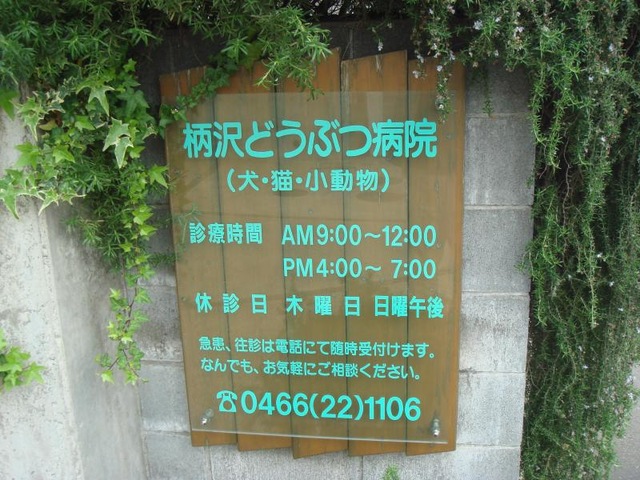 柄沢どうぶつ病院
（犬・猫・小動物）
診療時間 AM9:00～12:00
PM4:00～ 7:00
休診日 木曜日 日曜午後
急患、往診は電話にて随時受付けます。
なんでも、お気軽にご相談ください。
☎0466(22)1106